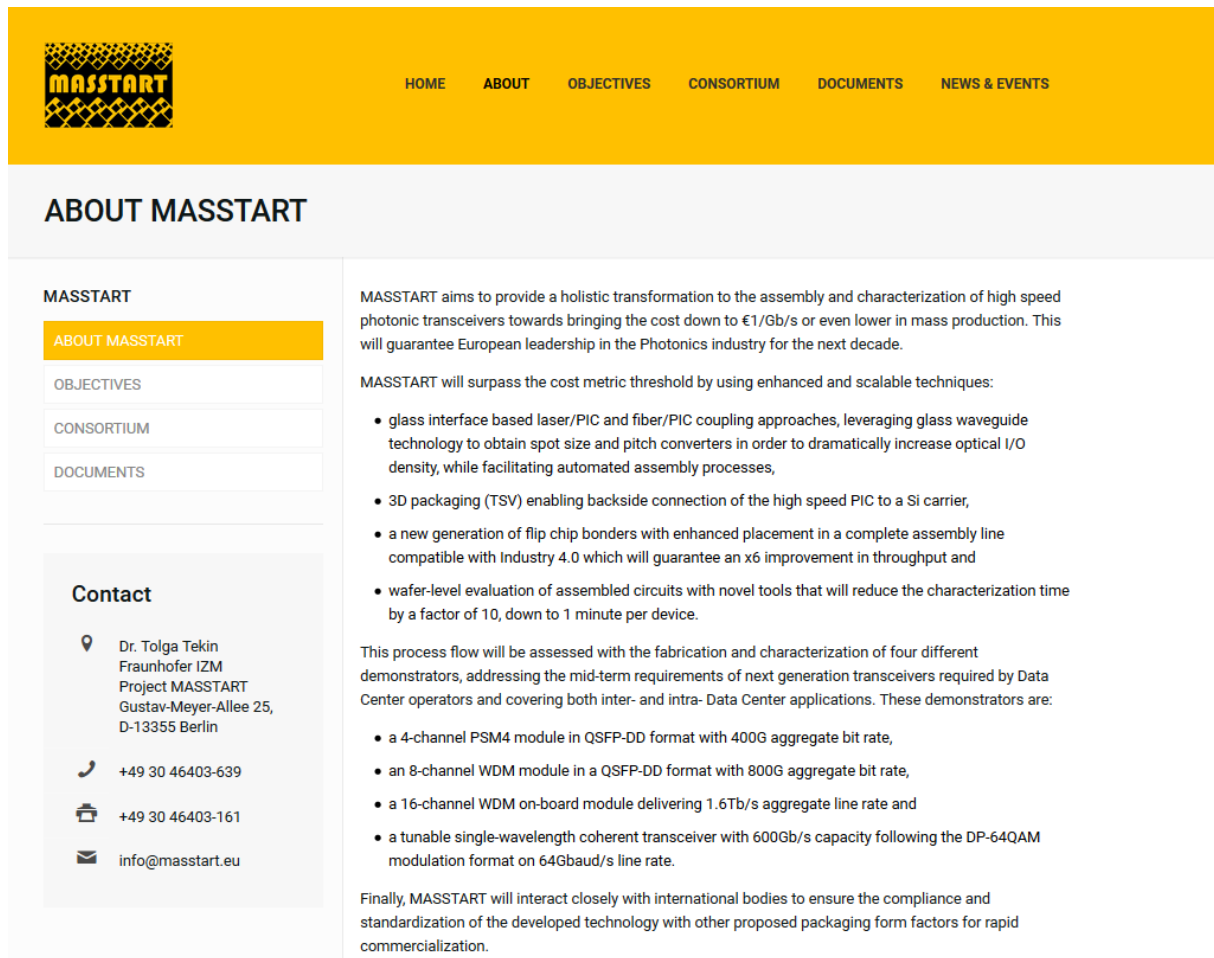 MASSTART
HOME
ABOUT
OBJECTIVES
CONSORTIUM
DOCUMENTS
NEWS & EVENTS
ABOUT MASSTART
MASSTART
ABOUT MASSTART
OBJECTIVES
CONSORTIUM
DOCUMENTS
Contact
Dr. Tolga Tekin
Fraunhofer IZM
Project MASSTART
Gustav-Meyer-Allee 25,
D-13355 Berlin
+49 30 46403-639
+49 30 46403-161
info@masstart.eu
MASSTART aims to provide a holistic transformation to the assembly and characterization of high speed
photonic transceivers towards bringing the cost down to €1/Gb/s or even lower in mass production. This
will guarantee European leadership in the Photonics industry for the next decade.
MASSTART will surpass the cost metric threshold by using enhanced and scalable techniques:
● glass interface based laser/PIC and fiber/PIC coupling approaches, leveraging glass waveguide
technology to obtain spot size and pitch converters in order to dramatically increase optical I/O
density, while facilitating automated assembly processes,
● 3D packaging (TSV) enabling backside connection of the high speed PIC to a Si carrier,
● a new generation of flip chip bonders with enhanced placement in a complete assembly line
compatible with Industry 4.0 which will guarantee an x6 improvement in throughput and
● wafer-level evaluation of assembled circuits with novel tools that will reduce the characterization time
by a factor of 10, down to 1 minute per device.
This process flow will be assessed with the fabrication and characterization of four different
demonstrators, addressing the mid-term requirements of next generation transceivers required by Data
Center operators and covering both inter- and intra- Data Center applications. These demonstrators are:
● a 4-channel PSM4 module in QSFP-DD format with 400G aggregate bit rate,
● an 8-channel WDM module in a QSFP-DD format with 800G aggregate bit rate,
● a 16-channel WDM on-board module delivering 1.6Tb/s aggregate line rate and
● a tunable single-wavelength coherent transceiver with 600Gb/s capacity following the DP-64QAM
modulation format on 64Gbaud/s line rate.
Finally, MASSTART will interact closely with international bodies to ensure the compliance and
standardization of the developed technology with other proposed packaging form factors for rapid
commercialization.